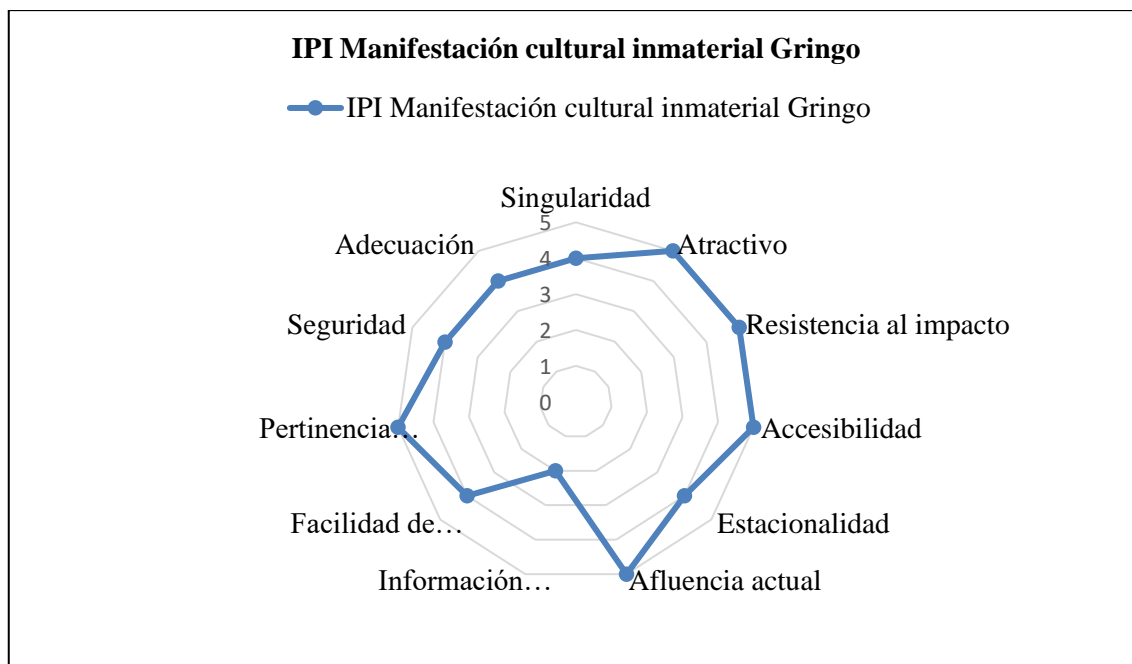 IPI Manifestación cultural inmaterial Gringo
IPI Manifestación cultural inmaterial Gringo
Singularidad
Atractivo
Resistencia al impacto
Accesibilidad
Estacionalidad
Afluencia actual
Información…
Facilidad de…
Pertinencia…
Seguridad
Adecuación
5
4
3
2
1
0